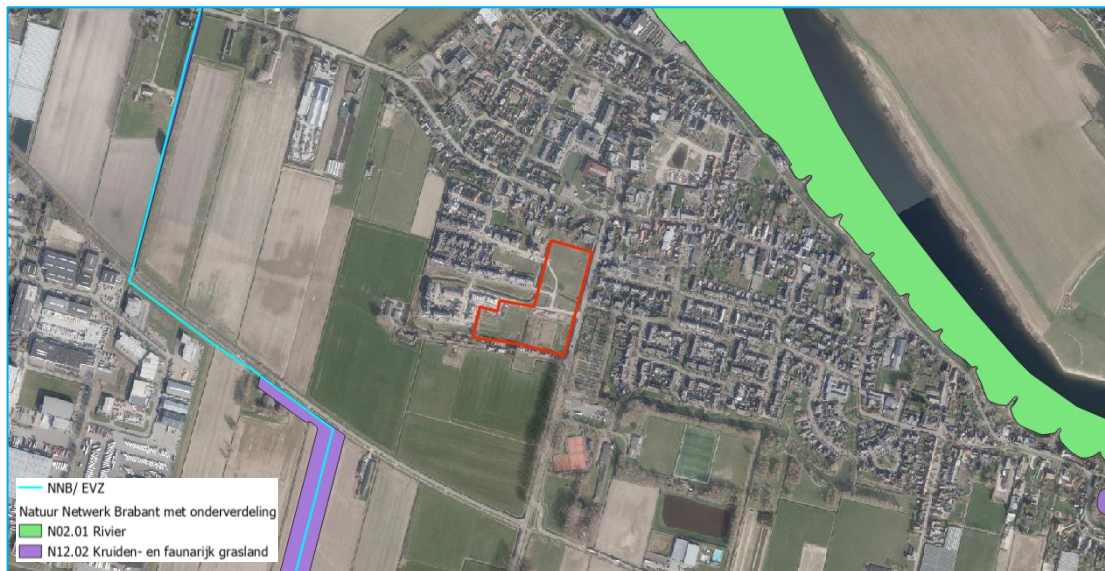 NNB/ EVZ
Natuur Netwerk Brabant met onderverdeling
N02.01 Rivier
N12.02 Kruiden- en faunarijk grasland